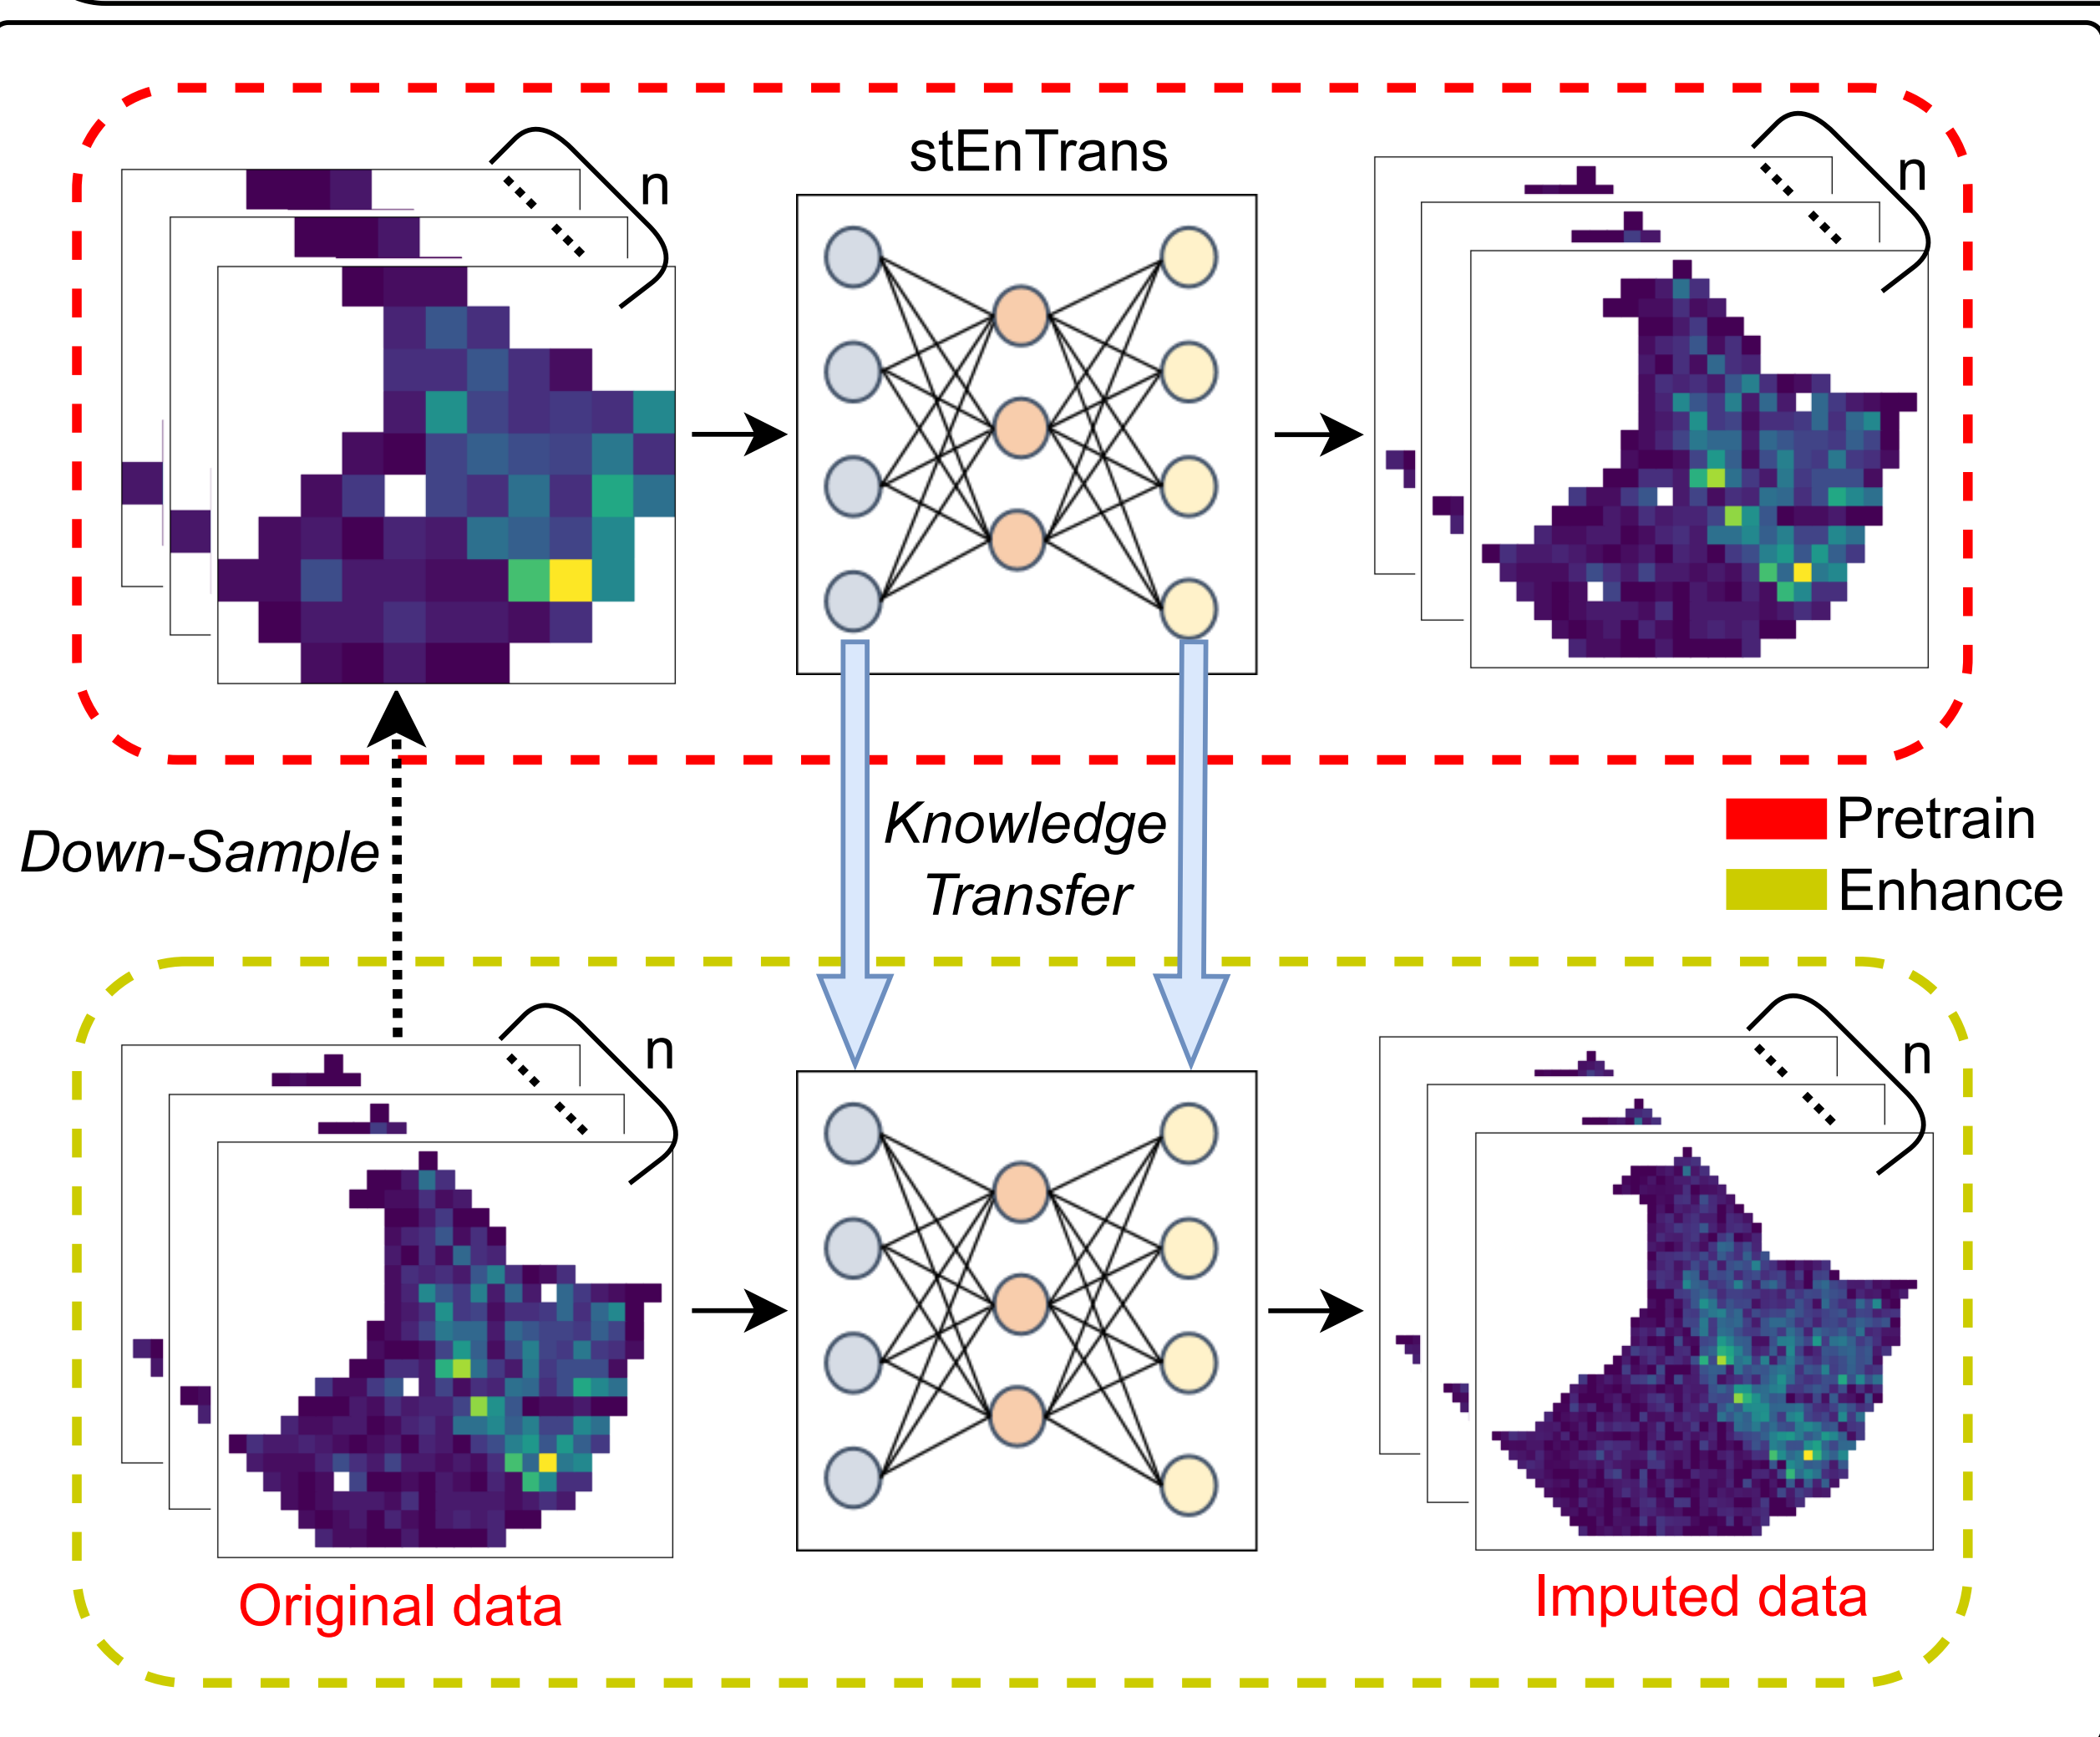 stEnTrans
n
n
Down-Sample
Knowledge
Transfer
Pretrain
Enhance
n
n
Original data
Imputed data